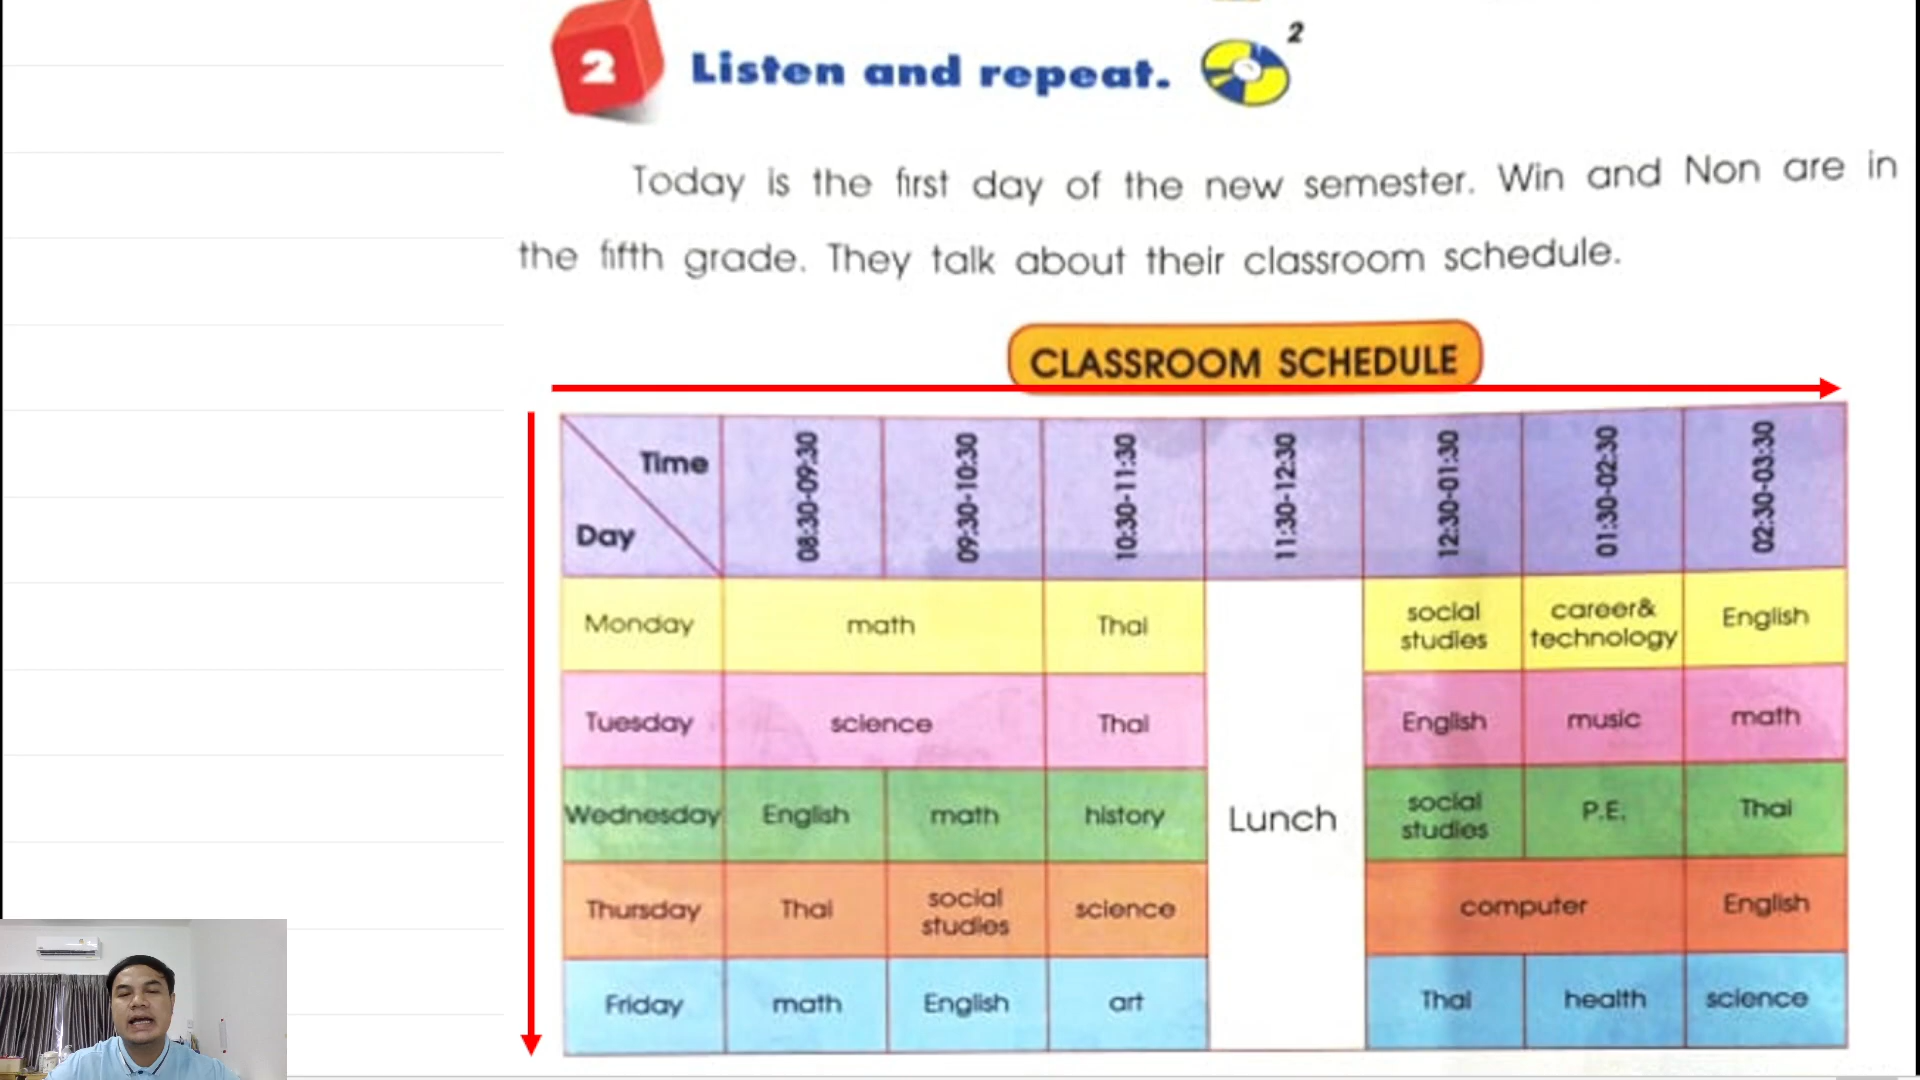 2 Listen and repeat. 2
Today is the first day of the new semester. Win and Non are in
the fifth grade. They talk about their classroom schedule.
CLASSROOM SCHEDULE
Time
Day
08:30-09:30 09:30-10:30 10:30-11:30 11:30-12:30 12:30-01:30 01:30-02:30 02:30-03:30
Monday math Thai social studies career& technology English
Tuesday science Thai English music math
Wednesday English math history Lunch social studies P.E. Thai
Thursday Thai social studies science computer English
Friday math English art Thai health science